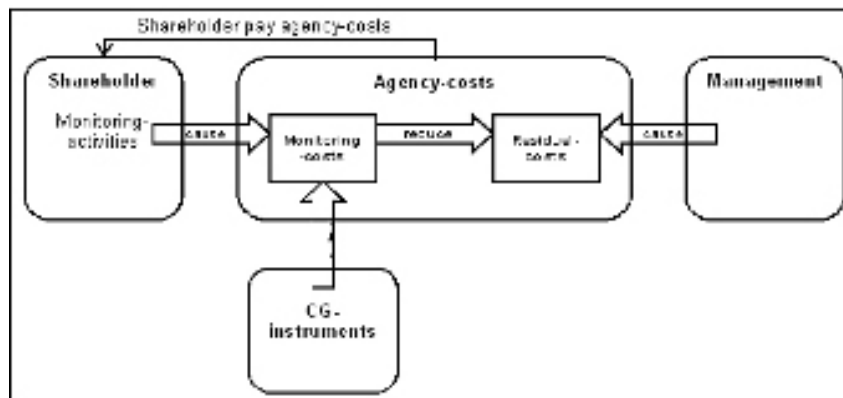 Shareholder pay agency-costs
Shareholder
Agency-costs
Management
Monitoring-
activities
cause
Monitoring
-costs
reduce
Residual-
costs
cause
CG-
instruments